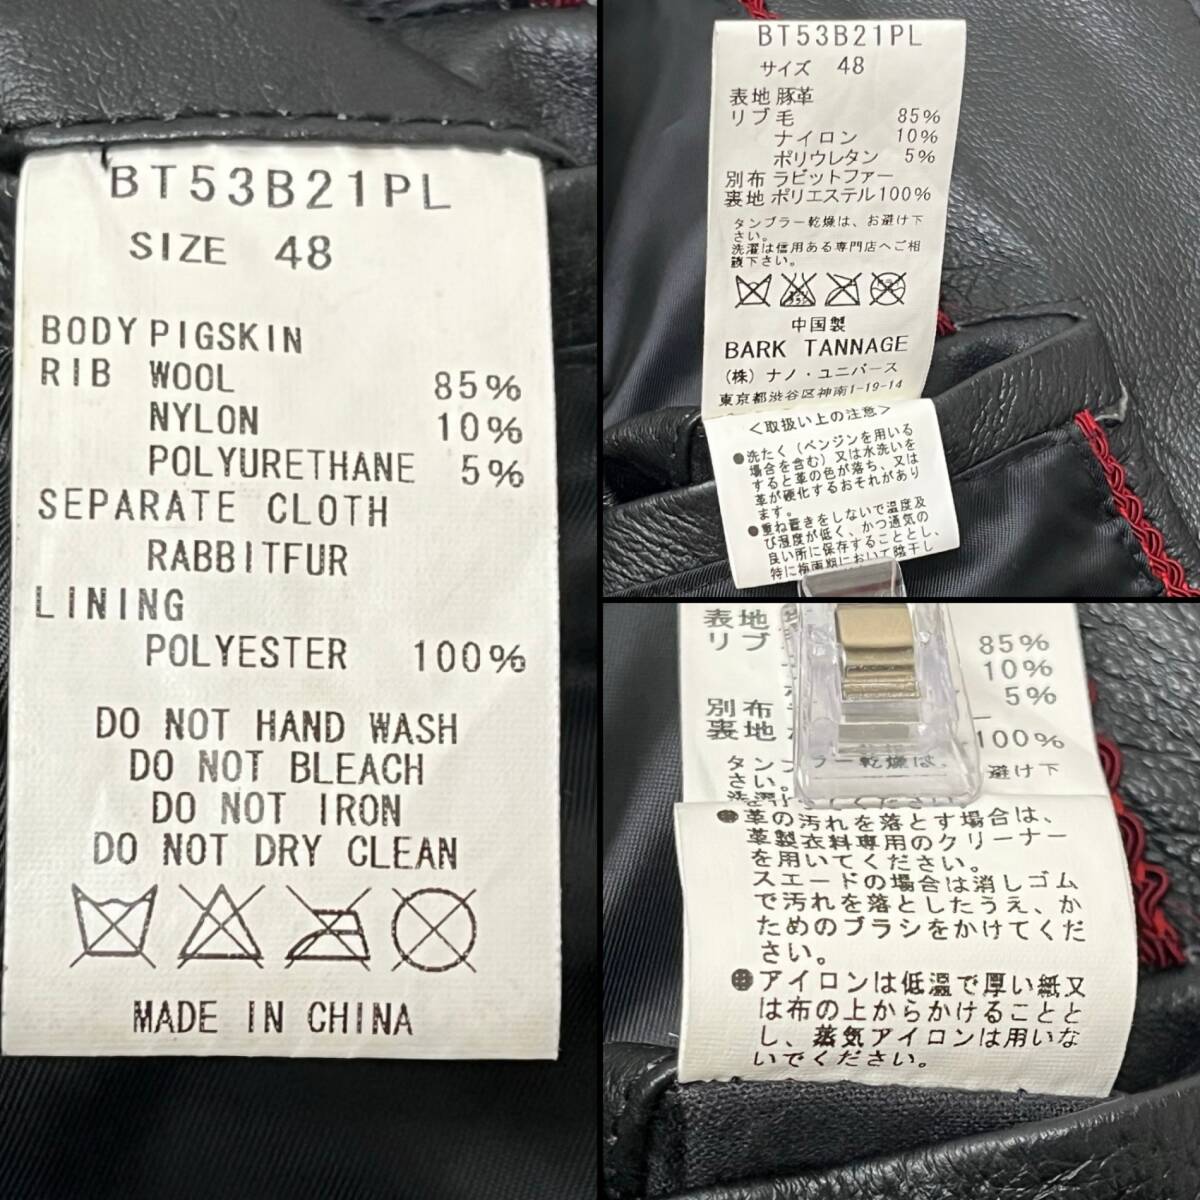 BT53B21PL
SIZE 48
BODY PIGSKIN
RIB WOOL 85%
NYLON 10%
POLYURETHANE 5%
SEPARATE CLOTH
RABBITFUR
LINING
POLYESTER 100%
DO NOT HAND WASH
DO NOT BLEACH
DO NOT IRON
DO NOT DRY CLEAN
MADE IN CHINA
BT53B21PL
サイズ 48
表地 豚革
リブ 毛 85%
ナイロン 10%
ポリウレタン 5%
別布 ラビットファー
裏地 ポリエステル100%
タンブラー乾燥は、お避け下
さい。
洗濯は信用ある専門店へご相
談下さい。
中国製
BARK TANNAGE
(株) ナノ・ユニバース
東京都渋谷区神南1-19-14
<取扱い上の注意>
●洗たく(ベンジンを用いる
場合を含む)又は水洗いを
すると革の色が落ち、又は
革が硬化するおそれがあり
ます。
●重ね置きをしないで温度及
び湿度が低く、かつ通気の
良い所に保存することとし、
特に梅雨期において陰干し
表地
リブ 85%
10%
5%
別布
裏地 100%
タンブラー乾燥は、 避け下
さい。
●革の汚れを落とす場合は、
革製衣料専用のクリーナー
を用いてください。
スエードの場合は消しゴム
で汚れを落としたうえ、か
ためのブラシをかけてくだ
さい。
●アイロンは低温で厚い紙又
は布の上からかけることと
し、蒸気アイロンは用いな
いでください。